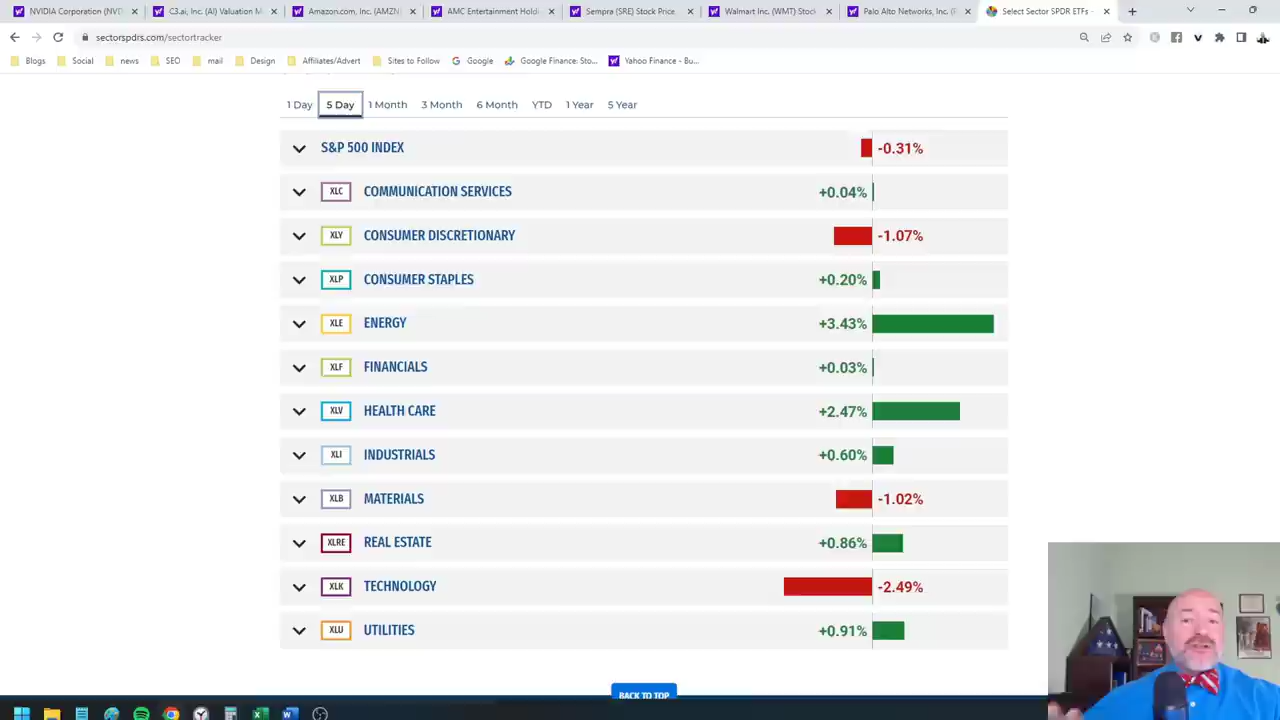 NVIDIA Corporation (NVD
C3.ai, Inc. (AI) Valuation M
Amazon.com, Inc. (AMZN
AMC Entertainment Holdi
Sempra (SRE) Stock Price,
Walmart Inc. (WMT) Stock
Palo Alto Networks, Inc. (P
Select Sector SPDR ETFs -
sectorspdrs.com/sectortracker
Blogs
Social
news
SEO
mail
Design
Affiliates/Advert
Sites to Follow
Google
Google Finance: Sto...
Yahoo Finance - Bu...
1 Day 5 Day 1 Month 3 Month 6 Month YTD 1 Year 5 Year
S&P 500 INDEX -0.31%
XLC COMMUNICATION SERVICES +0.04%
XLY CONSUMER DISCRETIONARY -1.07%
XLP CONSUMER STAPLES +0.20%
XLE ENERGY +3.43%
XLF FINANCIALS +0.03%
XLV HEALTH CARE +2.47%
XLI INDUSTRIALS +0.60%
XLB MATERIALS -1.02%
XLRE REAL ESTATE +0.86%
XLK TECHNOLOGY -2.49%
XLU UTILITIES +0.91%
BACK TO TOP